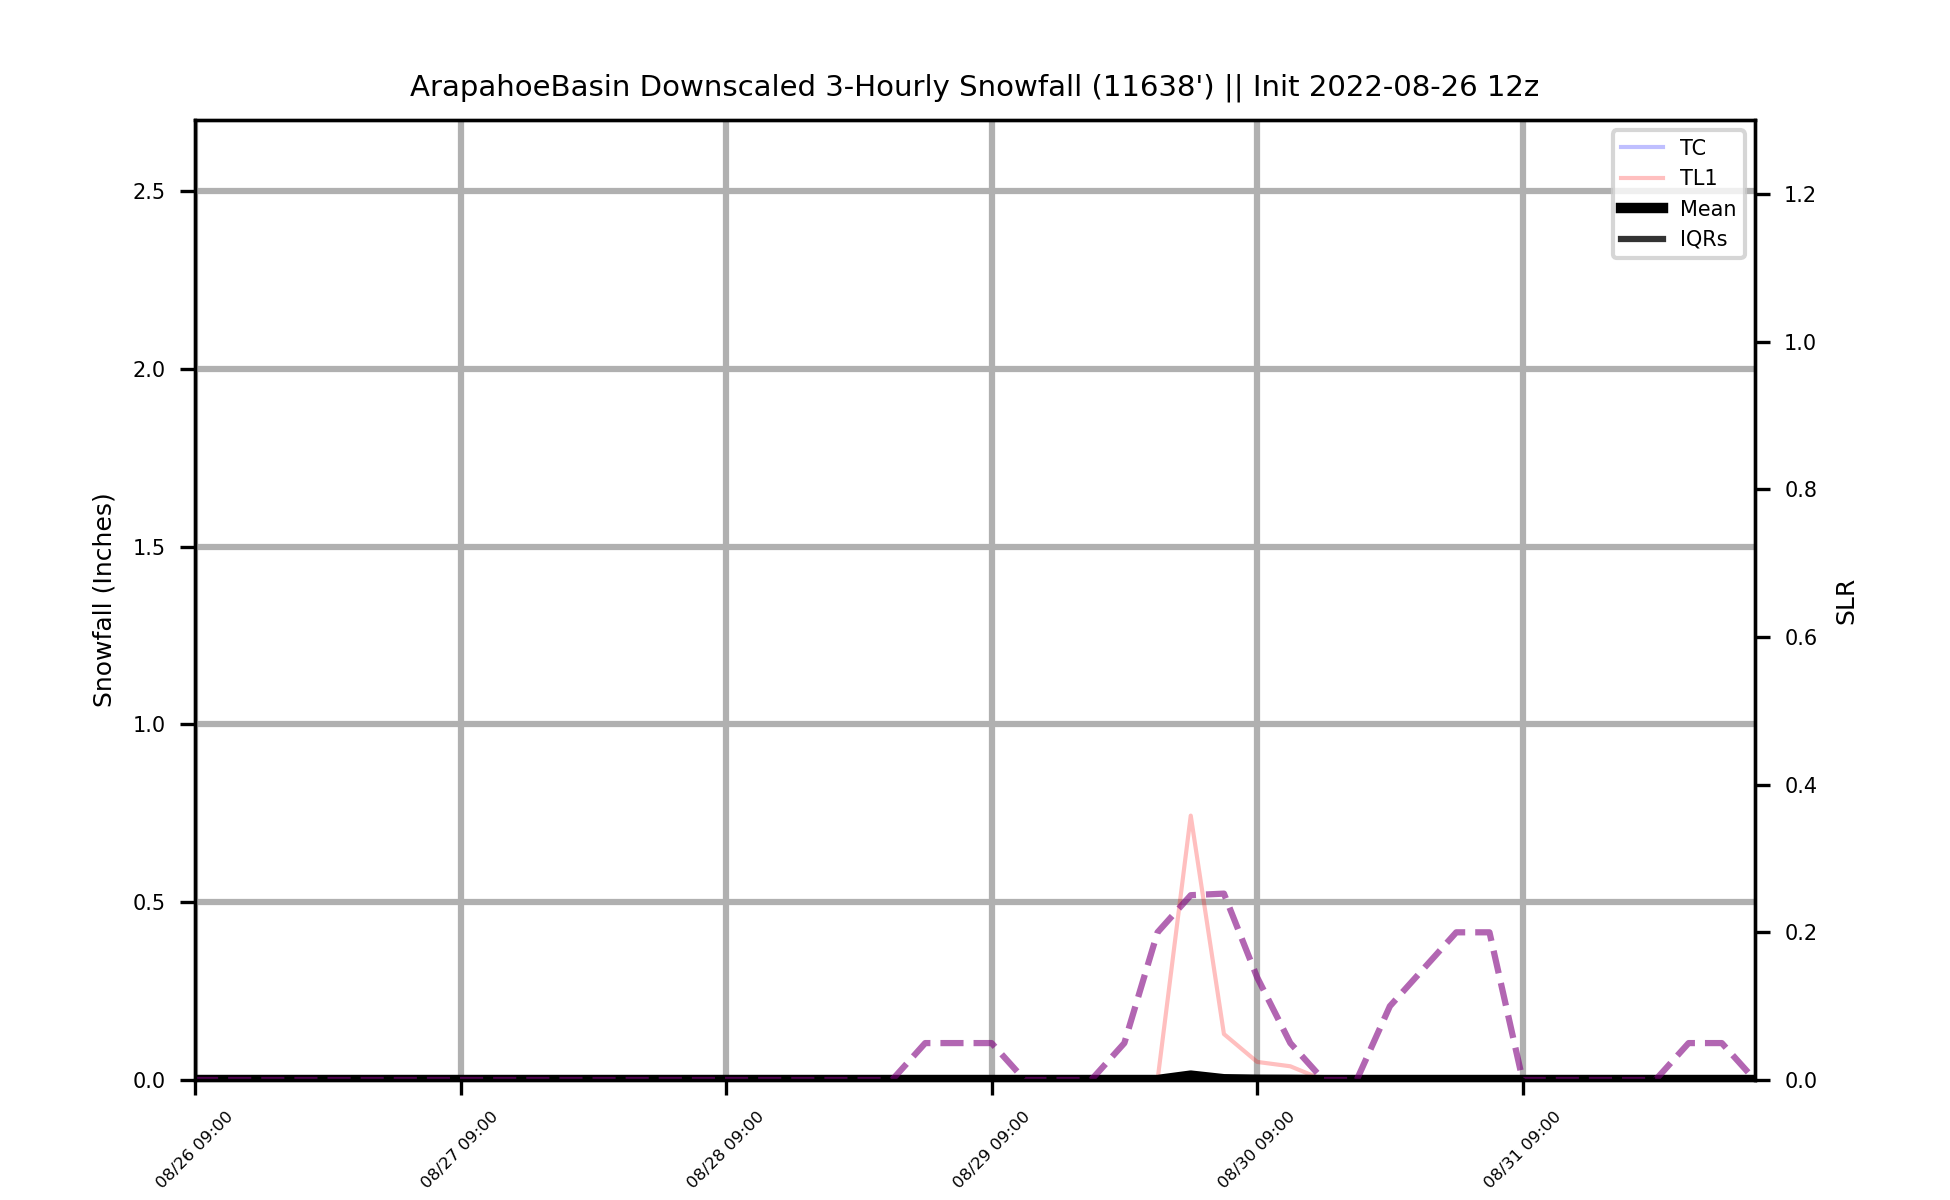 ArapahoeBasin Downscaled 3-Hourly Snowfall (11638') || Init 2022-08-26 12z
TC
TL1
Mean
IQRs
Snowfall (Inches)
2.5
2.0
1.5
1.0
0.5
0.0
1.2
1.0
0.8
0.6
0.4
0.2
0.0
SLR
08/26 09:00
08/27 09:00
08/28 09:00
08/29 09:00
08/30 09:00
08/31 09:00